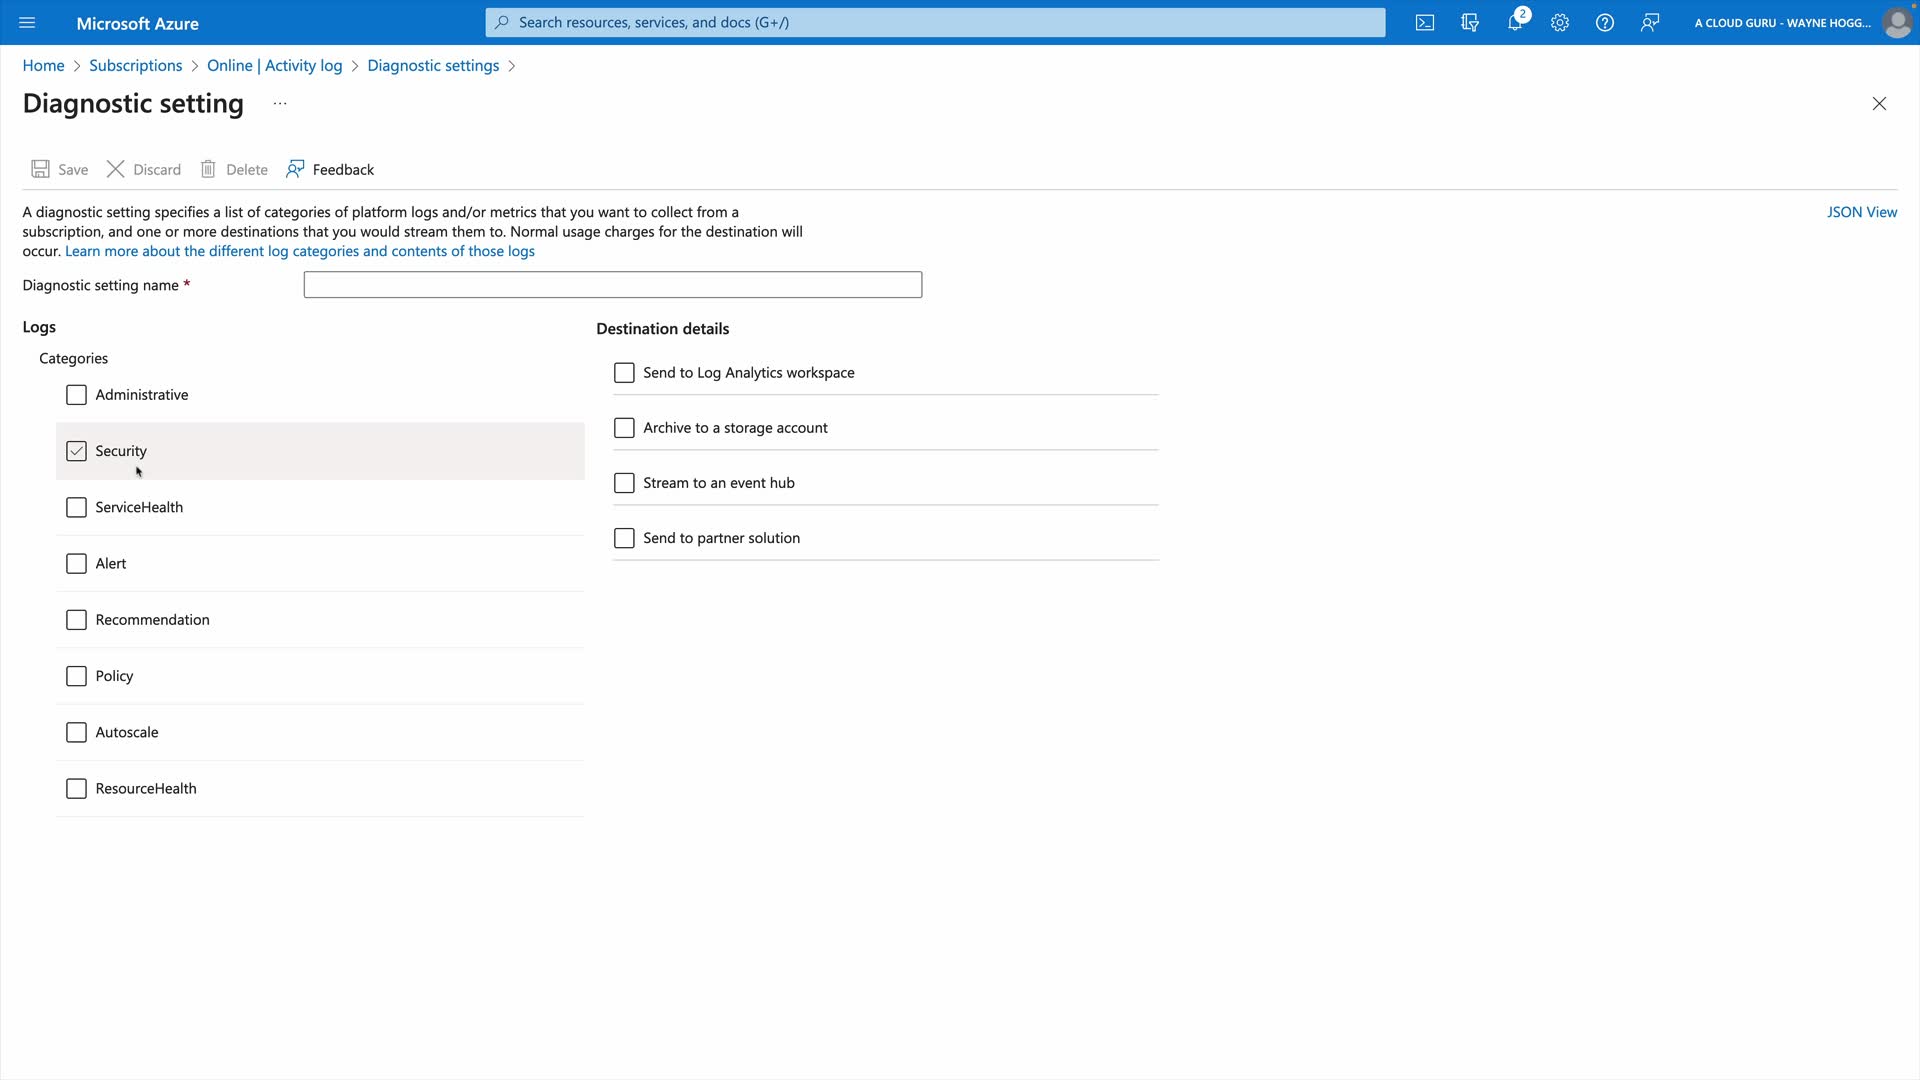 Microsoft Azure
Search resources, services, and docs (G+/)
2
A CLOUD GURU - WAYNE HOGG...
Home > Subscriptions > Online | Activity log > Diagnostic settings >
Diagnostic setting ...
Save Discard Delete Feedback
A diagnostic setting specifies a list of categories of platform logs and/or metrics that you want to collect from a
subscription, and one or more destinations that you would stream them to. Normal usage charges for the destination will
occur. Learn more about the different log categories and contents of those logs
JSON View
Diagnostic setting name *
Logs
Categories
Administrative
Security
ServiceHealth
Alert
Recommendation
Policy
Autoscale
ResourceHealth
Destination details
Send to Log Analytics workspace
Archive to a storage account
Stream to an event hub
Send to partner solution